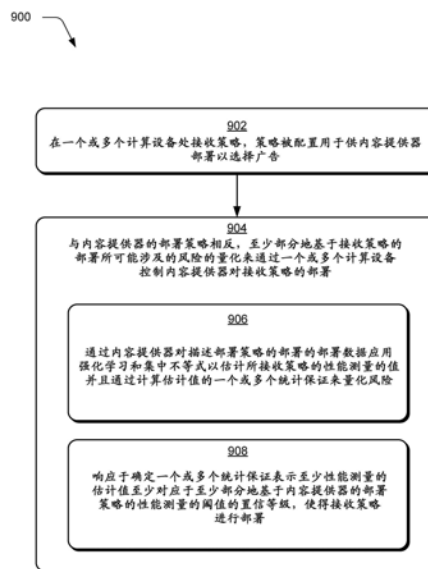 900
902
在一个或多个计算设备处接收策略，策略被配置用于供内容提供器
部署以选择广告
904
与内容提供器的部署策略相反，至少部分地基于接收策略的
部署所可能涉及的风险的量化来通过一个或多个计算设备
控制内容提供器对接收策略的部署
906
通过内容提供器对描述部署策略的部署的部署数据应用
强化学习和集中不等式以估计所接收策略的性能测量的值
并且通过计算估计值的一个或多个统计保证来量化风险
908
响应于确定一个或多个统计保证表示至少性能测量的
估计值至少对应于至少部分地基于内容提供器的部署
策略的性能测量的阈值的置信等级，使得接收策略
进行部署